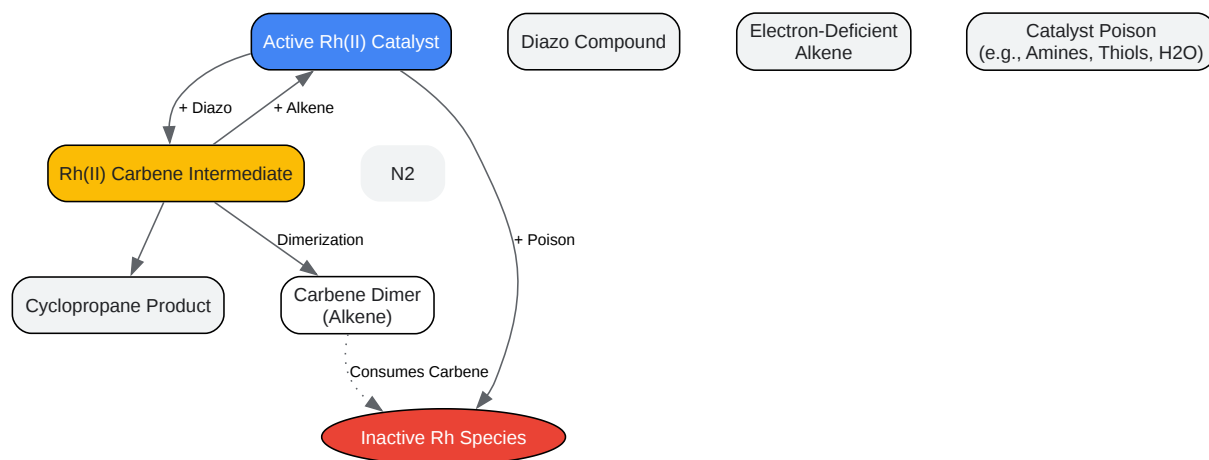 Active Rh(II) Catalyst
Diazo Compound
Electron-Deficient
Alkene
Catalyst Poison
(e.g., Amines, Thiols, H2O)
+ Diazo
+ Alkene
Rh(II) Carbene Intermediate
N2
Dimerization
+ Poison
Cyclopropane Product
Carbene Dimer
(Alkene)
Consumes Carbene
Inactive Rh Species